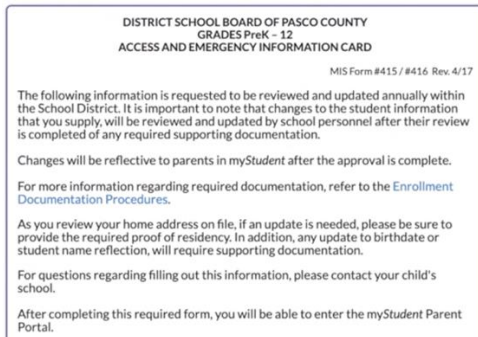 DISTRICT SCHOOL BOARD OF PASCO COUNTY
GRADES PreK – 12
ACCESS AND EMERGENCY INFORMATION CARD
MIS Form #415 / #416 Rev. 4/17
The following information is requested to be reviewed and updated annually within
the School District. It is important to note that changes to the student information
that you supply, will be reviewed and updated by school personnel after their review
is completed of any required supporting documentation.
Changes will be reflective to parents in myStudent after the approval is complete.
For more information regarding required documentation, refer to the Enrollment
Documentation Procedures.
As you review your home address on file, if an update is needed, please be sure to
provide the required proof of residency. In addition, any update to birthdate or
student name reflection, will require supporting documentation.
For questions regarding filling out this information, please contact your child's
school.
After completing this required form, you will be able to enter the myStudent Parent
Portal.